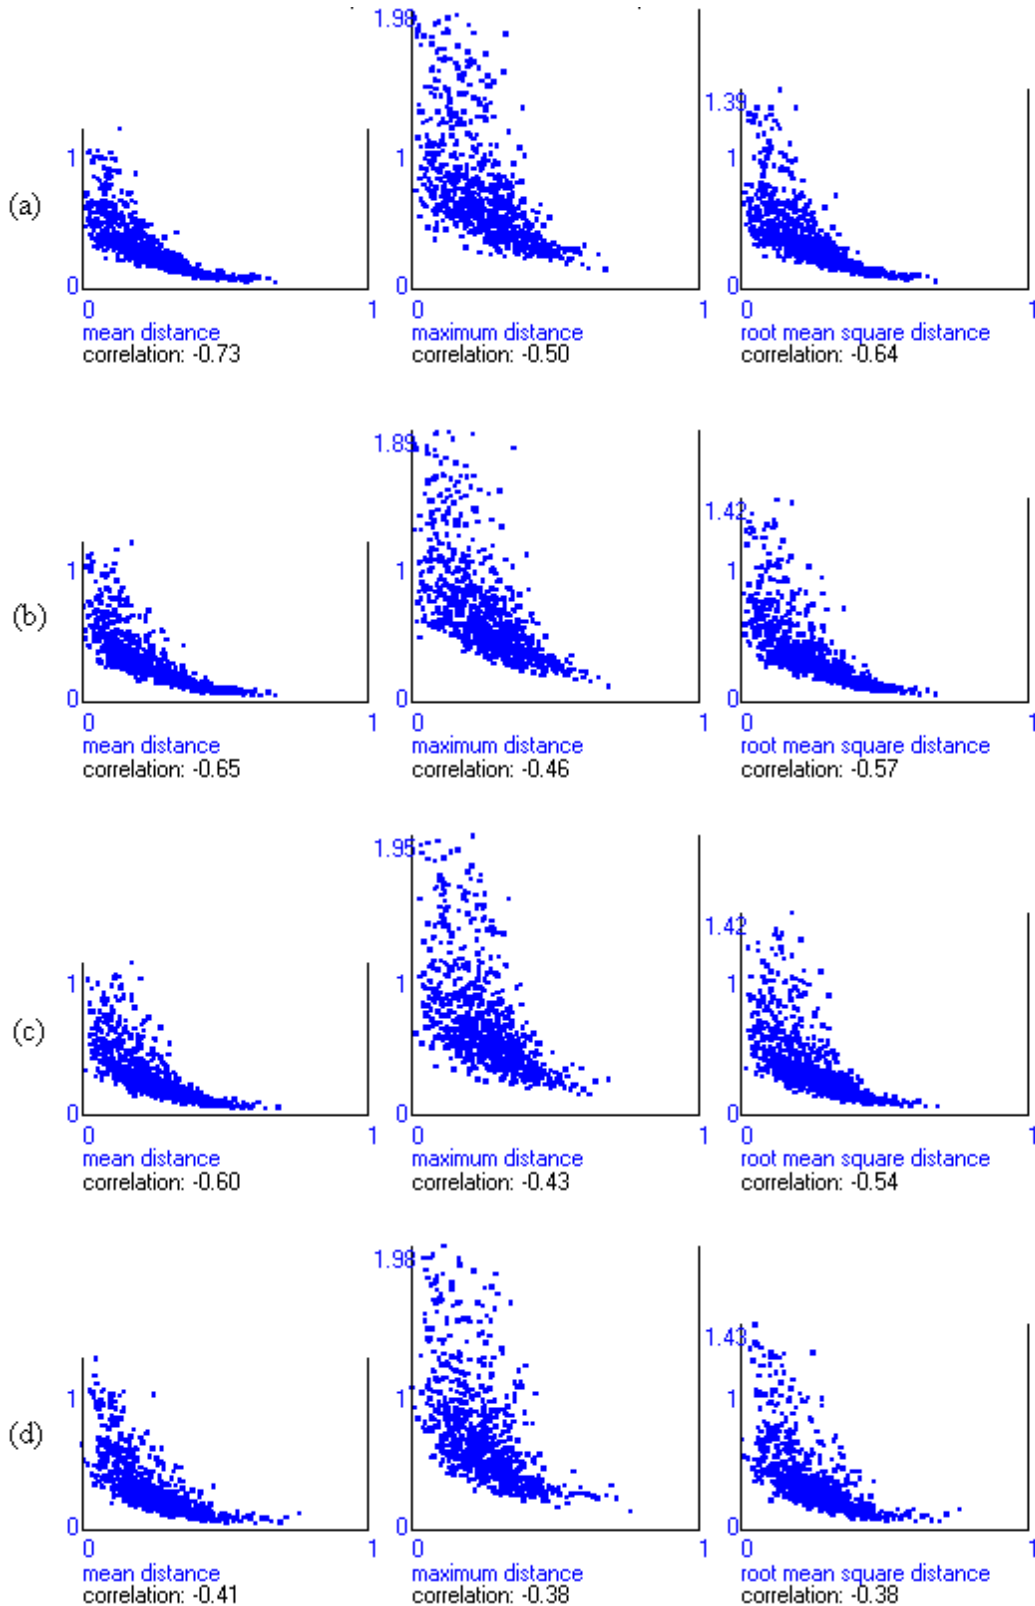 1.98
1.39
1
1
1
(a)
0
0
0
0 1
0
0 1
mean distance
maximum distance
root mean square distance
correlation: -0.73
correlation: -0.50
correlation: -0.64
1.89
1.42
1
1
1
(b)
0
0
0
0 1
0
0 1
mean distance
maximum distance
root mean square distance
correlation: -0.65
correlation: -0.46
correlation: -0.57
1.95
1.42
1
1
1
(c)
0
0
0
0 1
0
0 1
mean distance
maximum distance
root mean square distance
correlation: -0.60
correlation: -0.43
correlation: -0.54
1.98
1.43
1
1
1
(d)
0
0
0
0 1
0
0 1
mean distance
maximum distance
root mean square distance
correlation: -0.41
correlation: -0.38
correlation: -0.38